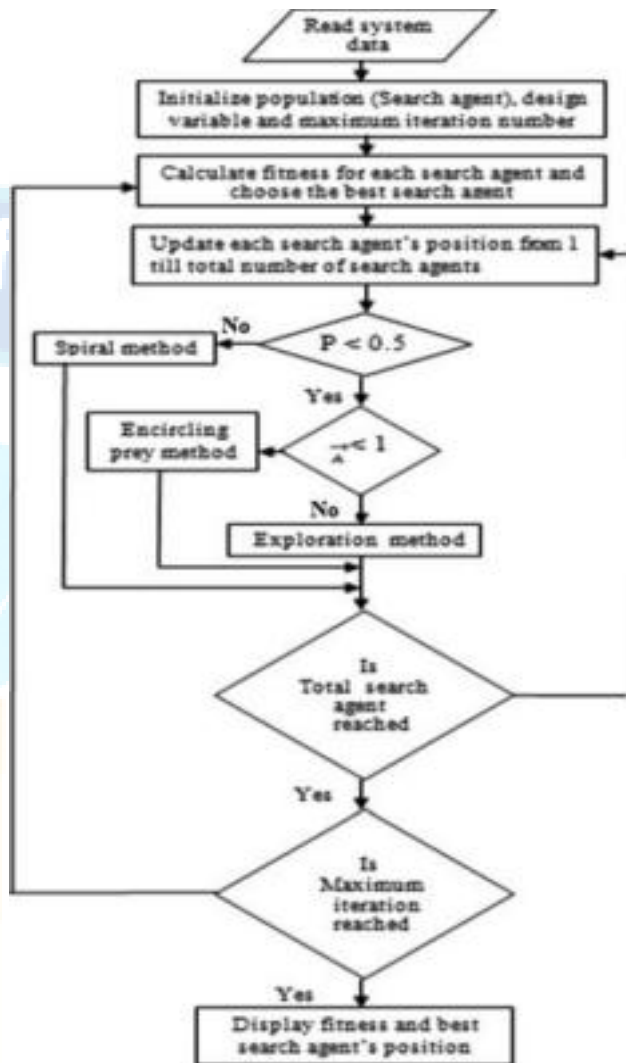 Read system
data
Initialize population (Search agent), design
variable and maximum iteration number
Calculate fitness for each search agent and
choose the best search agent
Update each search agent's position from 1
till total number of search agents
No
P < 0.5
Spiral method
Yes
Encircling
prey method
A < 1
No
Exploration method
Is
Total search
agent
reached
Yes
Is
Maximum
iteration
reached
Yes
Display fitness and best
search agent's position